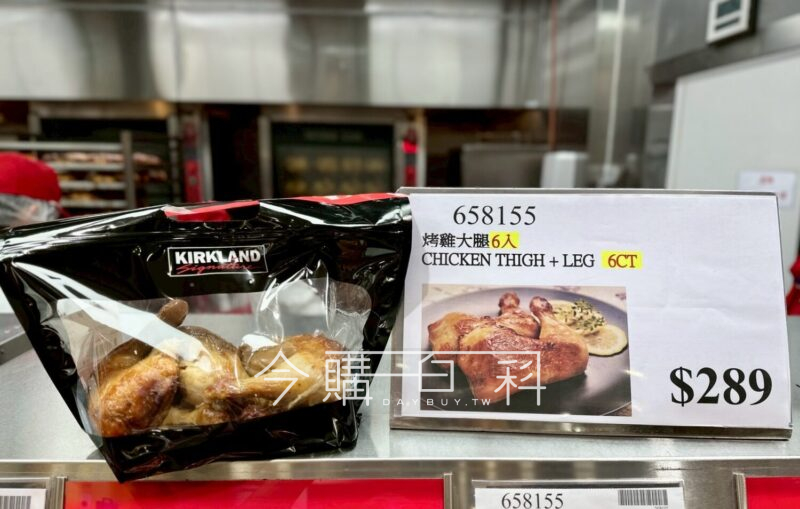 658155
烤雞大腿6入
CHICKEN THIGH + LEG 6CT
KIRKLAND
Signature
$289
今購百科
DAYBUY.TW
658155